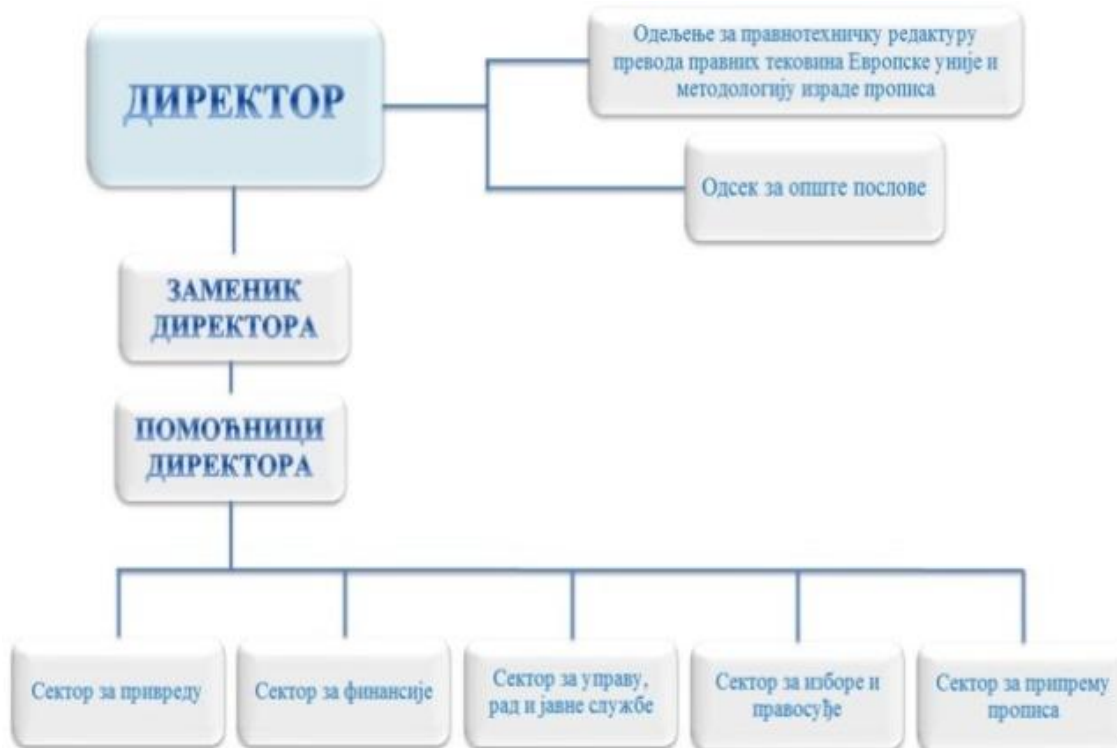 ДИРЕКТОР
Одељење за правнотехничку редактуру
превода правних тековина Европске уније и
методологију израде прописа
Одсек за опште послове
ЗАМЕНИК
ДИРЕКТОРА
ПОМОЋНИЦИ
ДИРЕКТОРА
Сектор за привреду
Сектор за финансије
Сектор за управу,
рад и јавне службе
Сектор за изборе и
правосуђе
Сектор за припрему
прописа